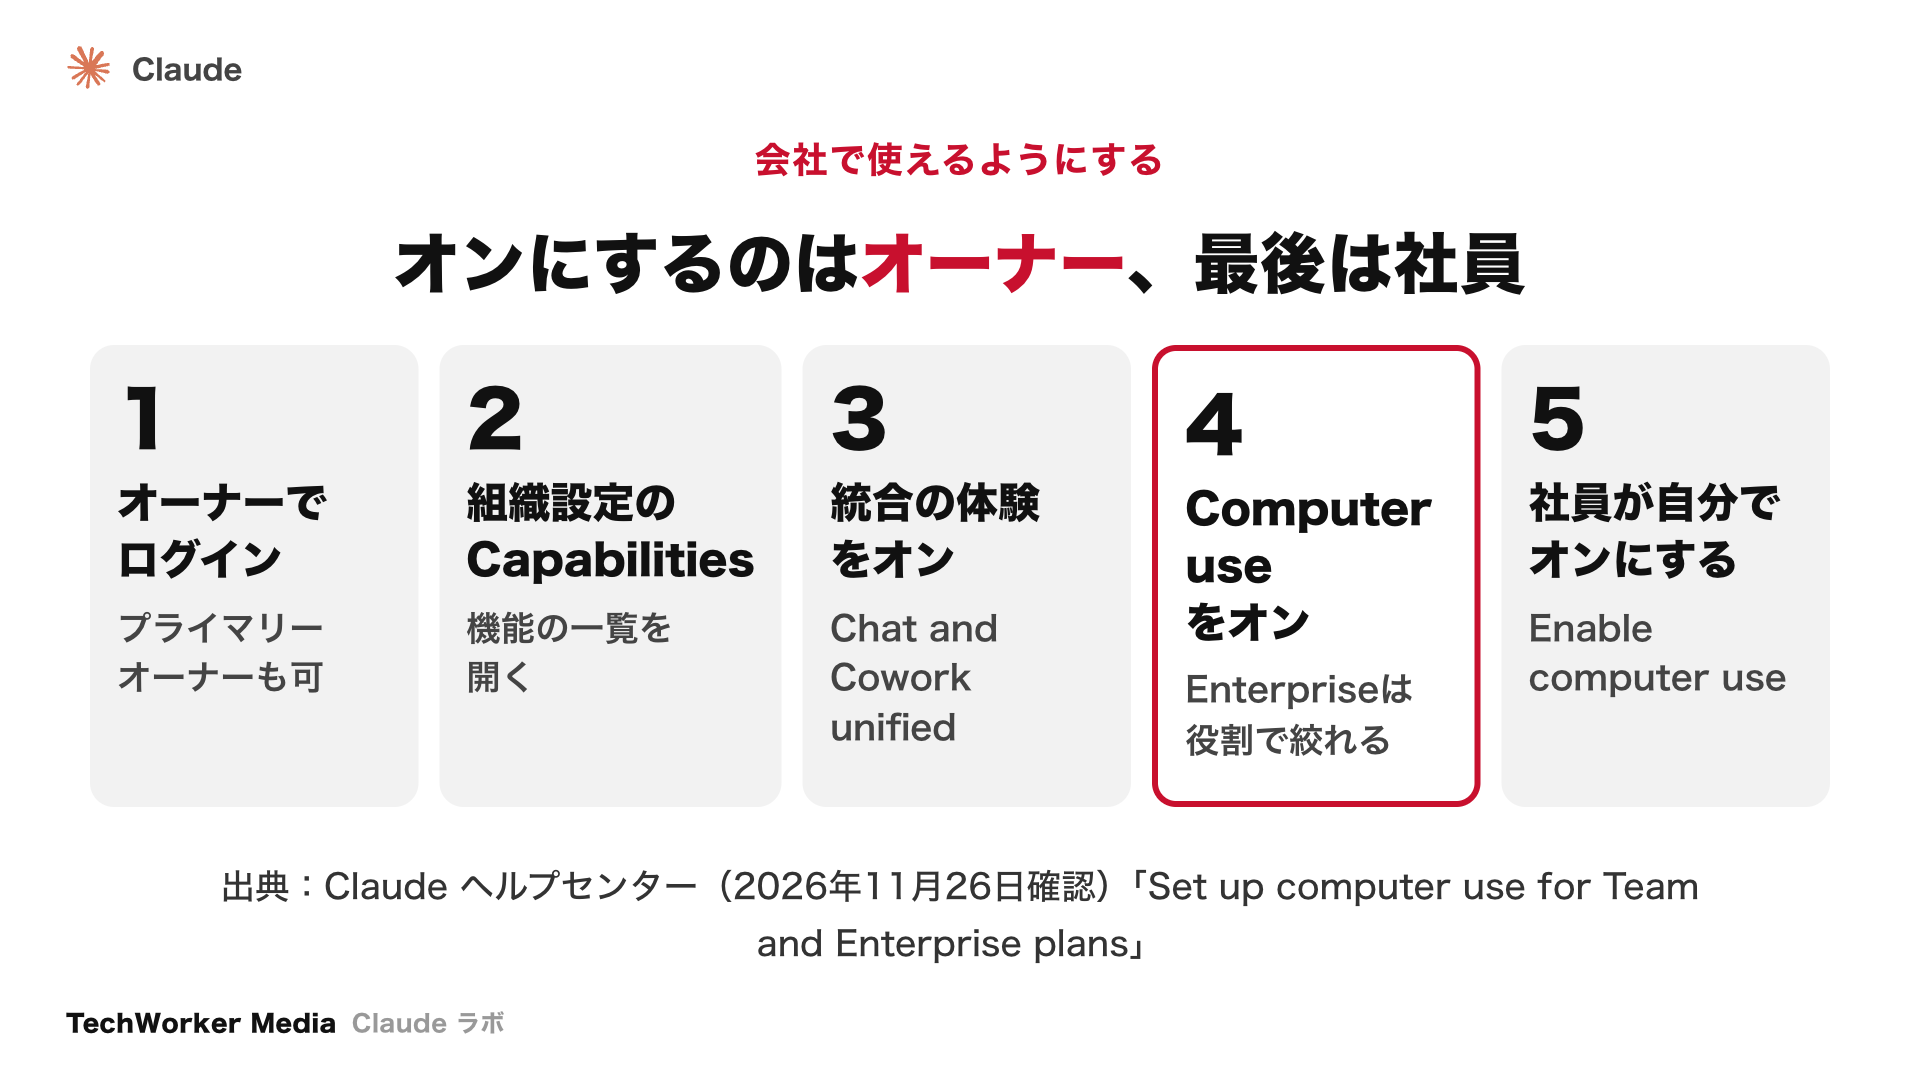 Claude
会社で使えるようにする
オンにするのはオーナー、最後は社員
1
オーナーで
ログイン
プライマリー
オーナーも可
2
組織設定の
Capabilities
機能の一覧を
開く
3
統合の体験
をオン
Chat and
Cowork
unified
4
Computer
use
をオン
Enterpriseは
役割で絞れる
5
社員が自分で
オンにする
Enable
computer use
出典：Claude ヘルプセンター（2026年11月26日確認）「Set up computer use for Team
and Enterprise plans」
TechWorker Media Claude ラボ